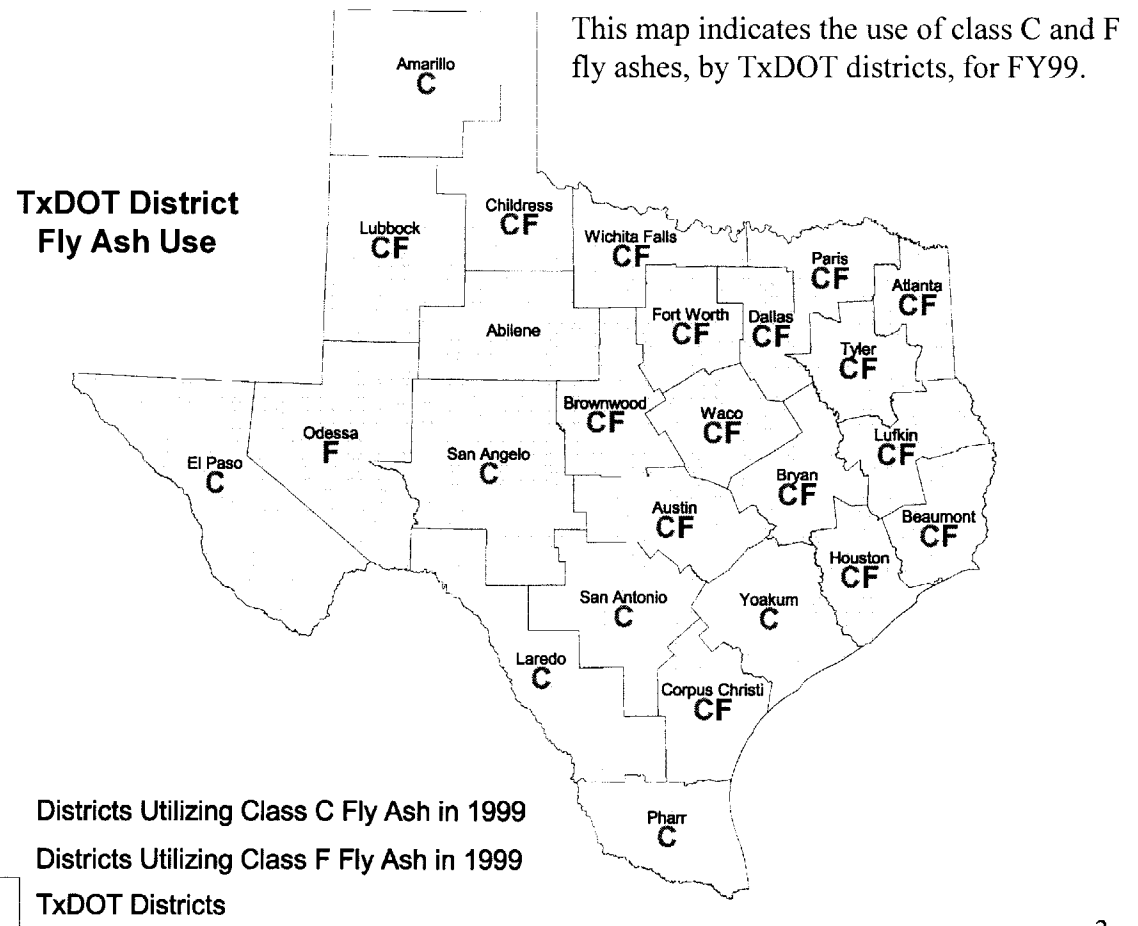 This map indicates the use of class C and F
fly ashes, by TxDOT districts, for FY99.
TxDOT District
Fly Ash Use
Amarillo
C
Childress
CF
Lubbock
CF
Wichita Falls
CF
Paris
CF
Atlanta
CF
Fort Worth
CF
Dallas
CF
Abilene
Tyler
CF
Brownwood
CF
Waco
CF
Odessa
F
El Paso
C
San Angelo
C
Lufkin
CF
Bryan
CF
Austin
CF
Beaumont
CF
Houston
CF
San Antonio
C
Yoakum
C
Laredo
C
Corpus Christi
CF
Pharr
C
Districts Utilizing Class C Fly Ash in 1999
Districts Utilizing Class F Fly Ash in 1999
TxDOT Districts